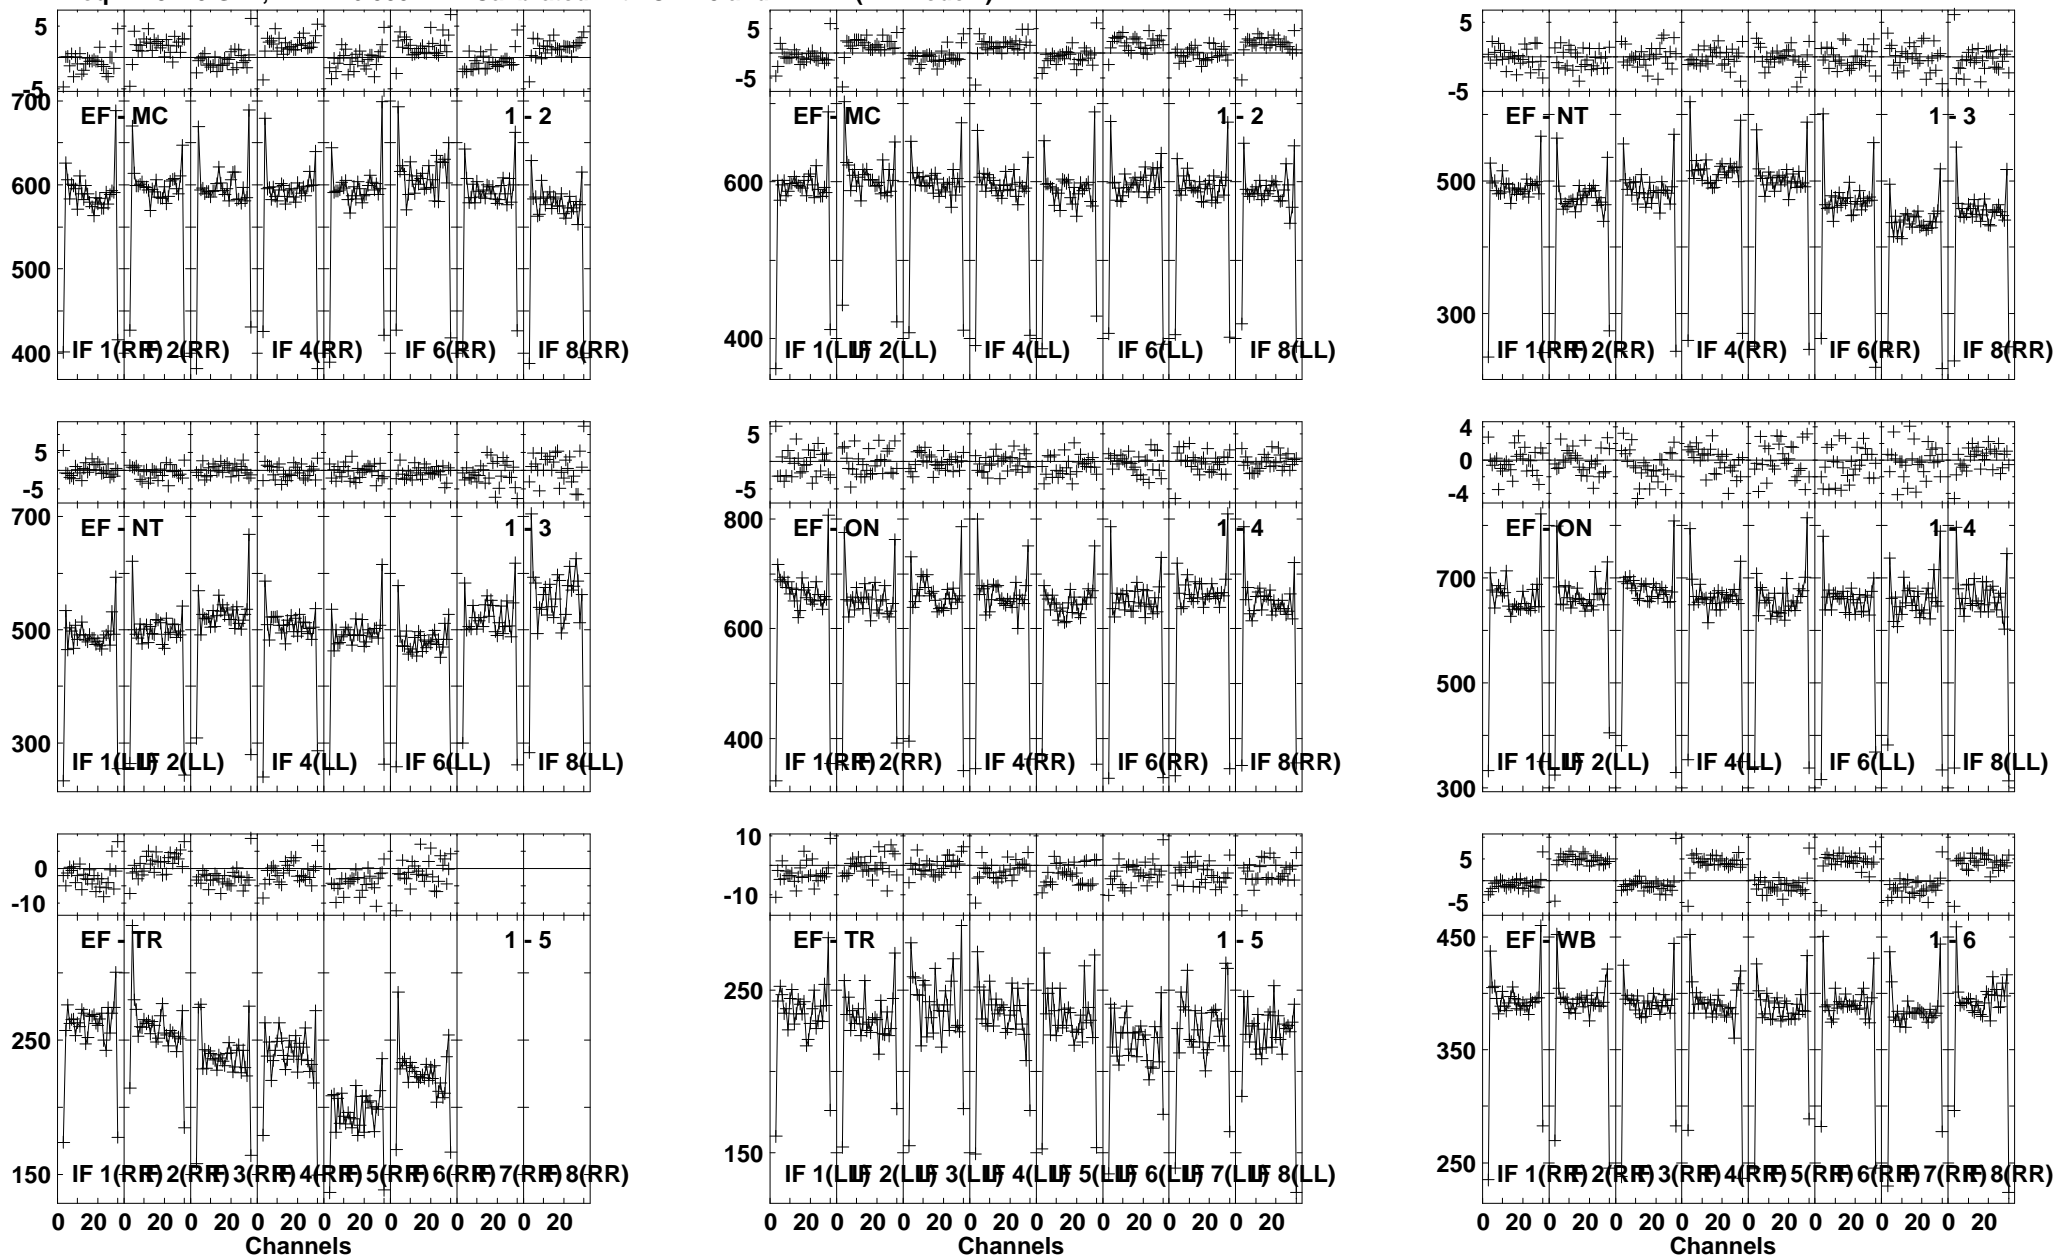 5 5 5
-5 -5 -5
700 EF - MC 1 - 2 EF - MC 1 - 2 EF - NT 1 - 3
600 600 500
500 300
400 400
IF 1(RR) IF 2(RR) IF 4(RR) IF 6(RR) IF 8(RR) IF 1(LL) IF 2(LL) IF 4(LL) IF 6(LL) IF 8(LL) IF 1(RR) IF 2(RR) IF 4(RR) IF 6(RR) IF 8(RR)
5 5 4
0
-5 -5 -4
700 EF - NT 1 - 3 800 EF - ON 1 - 4 EF - ON 1 - 4
500 600 700
300 400 500
300
IF 1(LL) IF 2(LL) IF 4(LL) IF 6(LL) IF 8(LL) IF 1(RR) IF 2(RR) IF 4(RR) IF 6(RR) IF 8(RR) IF 1(LL) IF 2(LL) IF 4(LL) IF 6(LL) IF 8(LL)
0 10 5
-10 -10 -5
EF - TR 1 - 5 EF - TR 1 - 5 450 EF - WB 1 - 6
250 250 350
150 150 250
IF 1(RR) IF 2(RR) IF 3(RR) IF 4(RR) IF 5(RR) IF 6(RR) IF 7(RR) IF 8(RR) IF 1(LL) IF 2(LL) IF 3(LL) IF 4(LL) IF 5(LL) IF 6(LL) IF 7(LL) IF 8(LL) IF 1(RR) IF 2(RR) IF 3(RR) IF 4(RR) IF 5(RR) IF 6(RR) IF 7(RR) IF 8(RR)
0 20 0 20 0 20 0 20 0 20 0 20 0 20 0 20 0 20 0 20 0 20 0 20 0 20 0 20 0 20 0 20 0 20 0 20 0 20 0 20 0 20 0 20 0 20 0 20
Channels Channels Channels